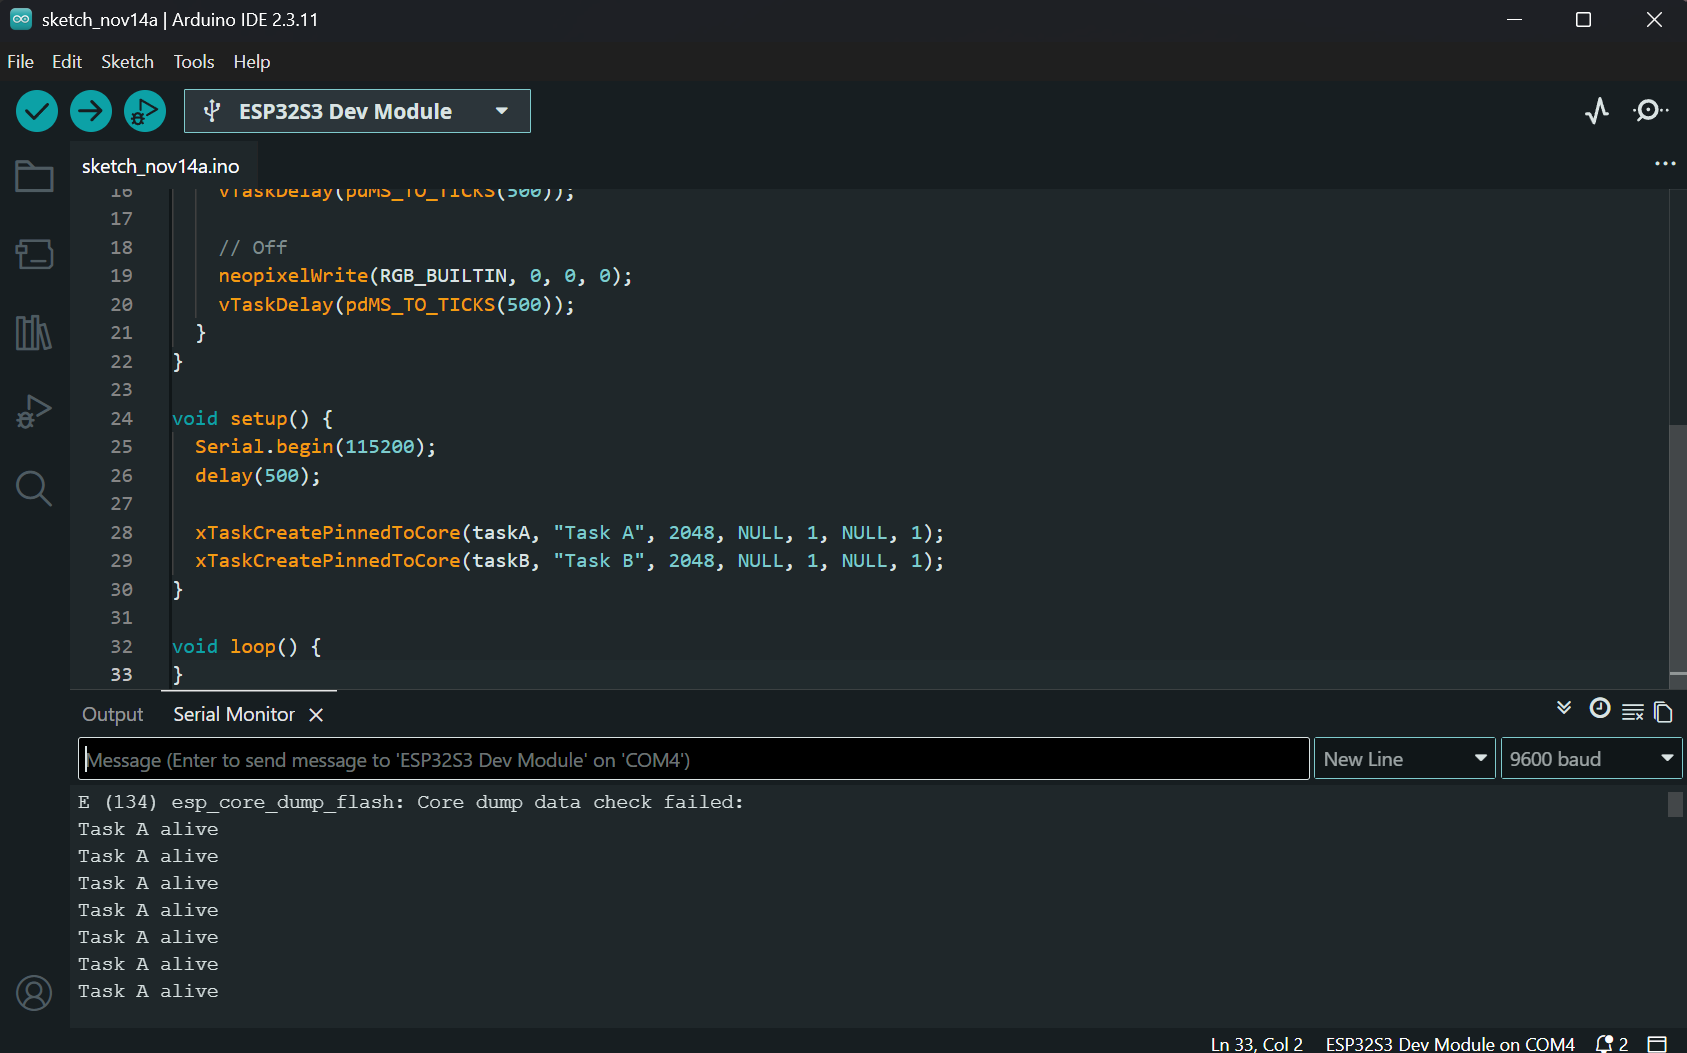 sketch_nov14a | Arduino IDE 2.3.11
File Edit Sketch Tools Help
ESP32S3 Dev Module
sketch_nov14a.ino
16 vTaskDelay(pdMS_TO_TICKS(500));
17
18 // Off
19 neopixelWrite(RGB_BUILTIN, 0, 0, 0);
20 vTaskDelay(pdMS_TO_TICKS(500));
21 }
22 }
23
24 void setup() {
25 Serial.begin(115200);
26 delay(500);
27
28 xTaskCreatePinnedToCore(taskA, "Task A", 2048, NULL, 1, NULL, 1);
29 xTaskCreatePinnedToCore(taskB, "Task B", 2048, NULL, 1, NULL, 1);
30 }
31
32 void loop() {
33 }
Output Serial Monitor
Message (Enter to send message to 'ESP32S3 Dev Module' on 'COM4') New Line 9600 baud
E (134) esp_core_dump_flash: Core dump data check failed:
Task A alive
Task A alive
Task A alive
Task A alive
Task A alive
Task A alive
Task A alive
Ln 33, Col 2 ESP32S3 Dev Module on COM4 2